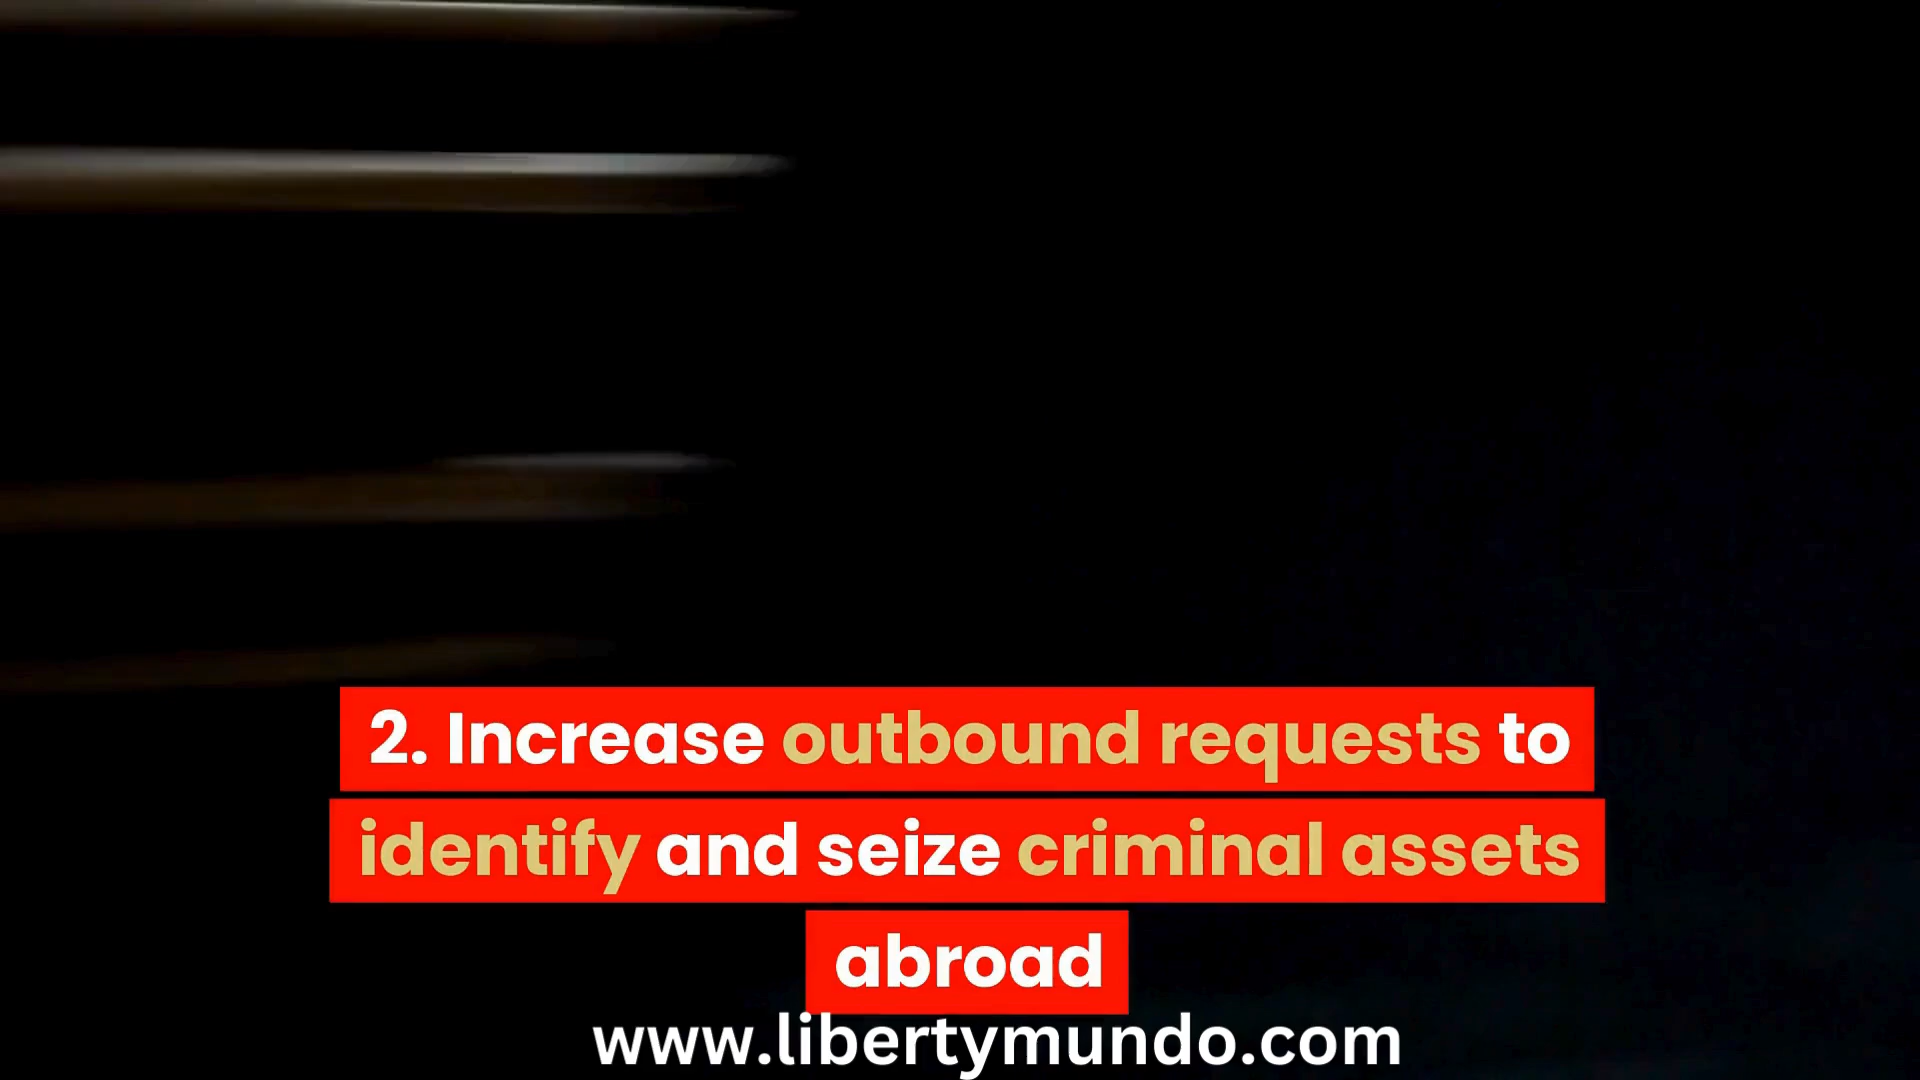 2. Increase outbound requests to
identify and seize criminal assets
abroad
www.libertymundo.com